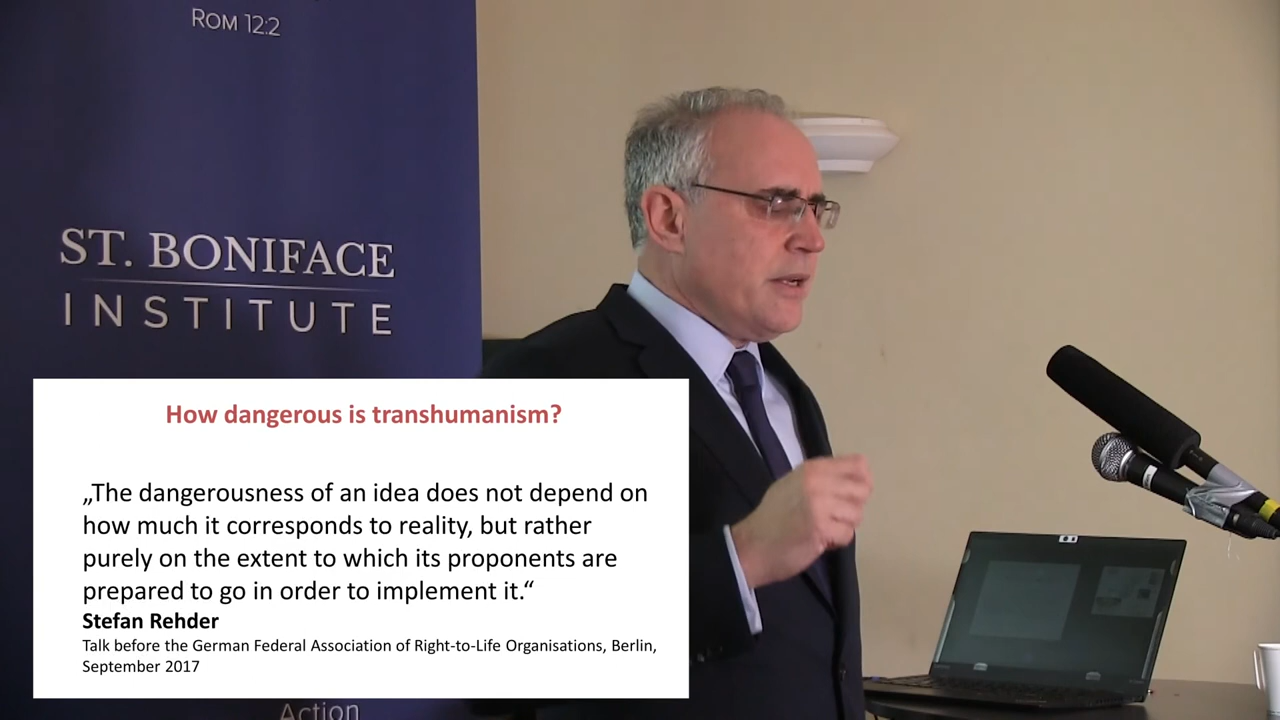 ROM 12:2
ST. BONIFACE
INSTITUTE
How dangerous is transhumanism?
„The dangerousness of an idea does not depend on
how much it corresponds to reality, but rather
purely on the extent to which its proponents are
prepared to go in order to implement it.“
Stefan Rehder
Talk before the German Federal Association of Right-to-Life Organisations, Berlin,
September 2017
Action